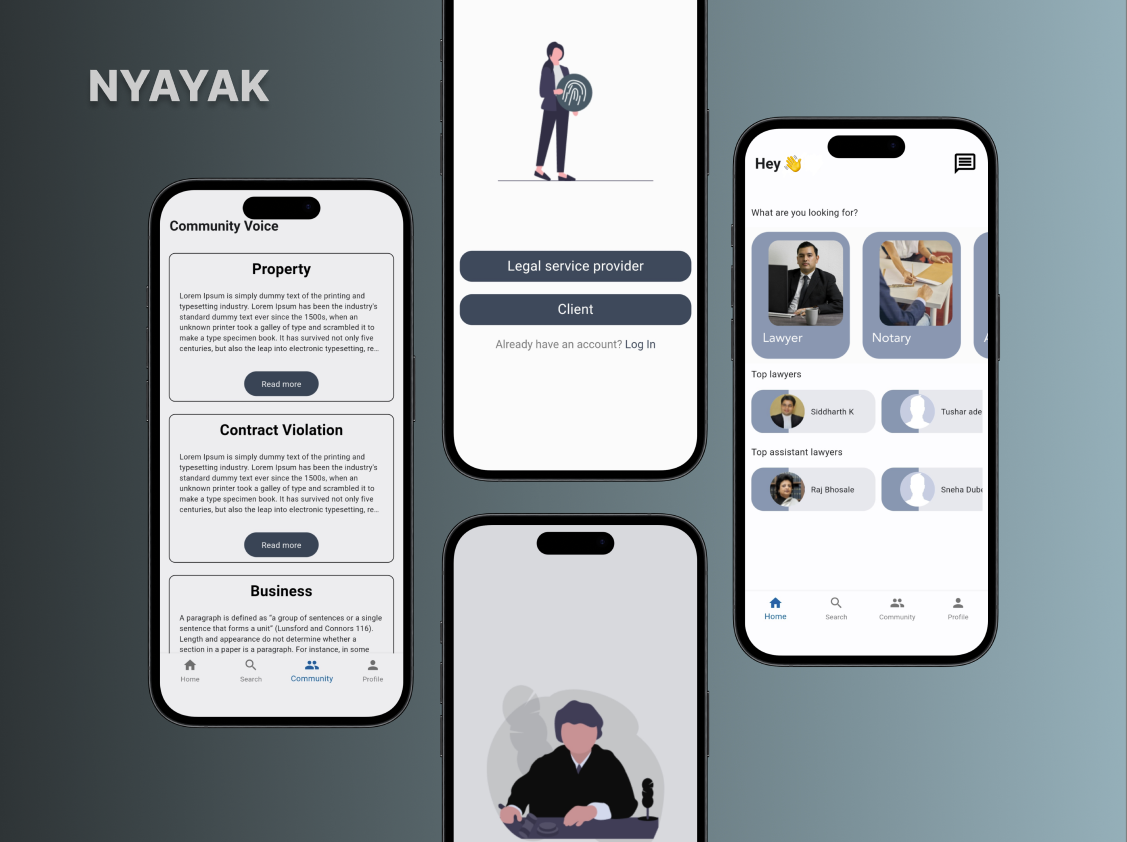 NYAYAK
Community Voice
Property
Lorem Ipsum is simply dummy text of the printing and
typesetting industry. Lorem Ipsum has been the industry's
standard dummy text ever since the 1500s, when an
unknown printer took a galley of type and scrambled it to
make a type specimen book. It has survived not only five
centuries, but also the leap into electronic typesetting, re...
Read more
Contract Violation
Lorem Ipsum is simply dummy text of the printing and
typesetting industry. Lorem Ipsum has been the industry's
standard dummy text ever since the 1500s, when an
unknown printer took a galley of type and scrambled it to
make a type specimen book. It has survived not only five
centuries, but also the leap into electronic typesetting, re...
Read more
Business
A paragraph is defined as "a group of sentences or a single
sentence that forms a unit" (Lunsford and Connors 116).
Length and appearance do not determine whether a
section in a paper is a paragraph. For instance, in some
Home Search Community Profile
Legal service provider
Client
Already have an account? Log In
Hey 👋
What are you looking for?
Lawyer Notary A
Top lawyers
Siddharth K Tushar ade
Top assistant lawyers
Raj Bhosale Sneha Dub
Home Search Community Profile